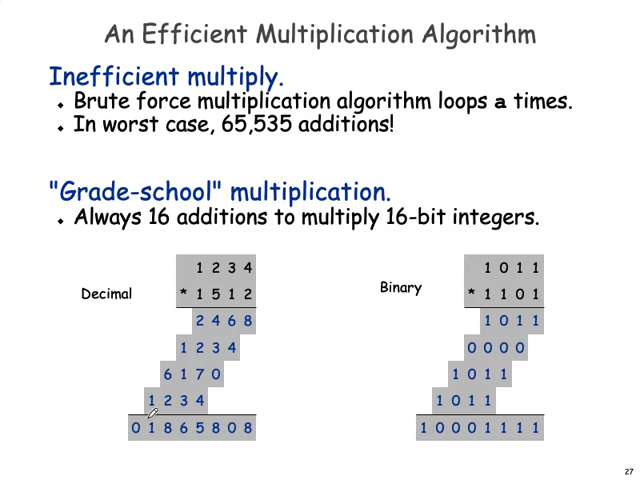 An Efficient Multiplication Algorithm
Inefficient multiply.
Brute force multiplication algorithm loops a times.
In worst case, 65,535 additions!
"Grade-school" multiplication.
Always 16 additions to multiply 16-bit integers.
Decimal
1 2 3 4
* 1 5 1 2
2 4 6 8
1 2 3 4
6 1 7 0
1 2 3 4
0 1 8 6 5 8 0 8
Binary
1 0 1 1
* 1 1 0 1
1 0 1 1
0 0 0 0
1 0 1 1
1 0 1 1
1 0 0 0 1 1 1 1
27